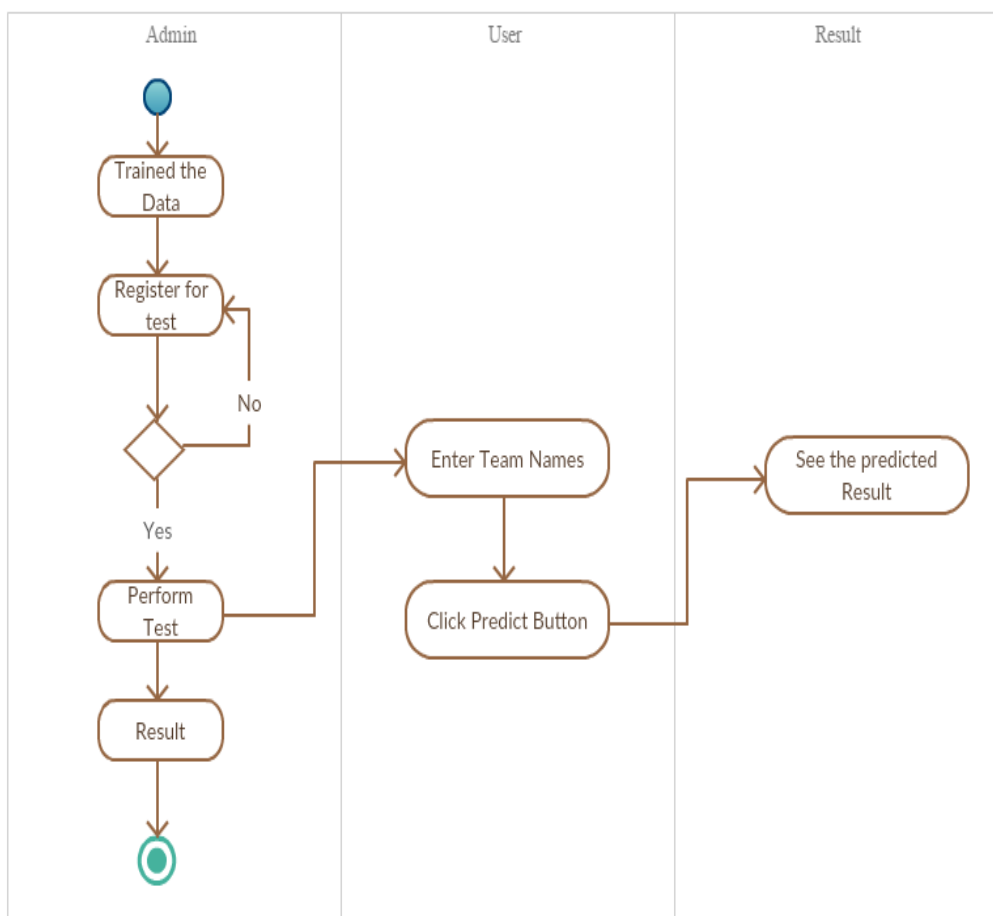 Admin
User
Result
Trained the
Data
Register for
test
No
Yes
Perform
Test
Result
Enter Team Names
Click Predict Button
See the predicted
Result